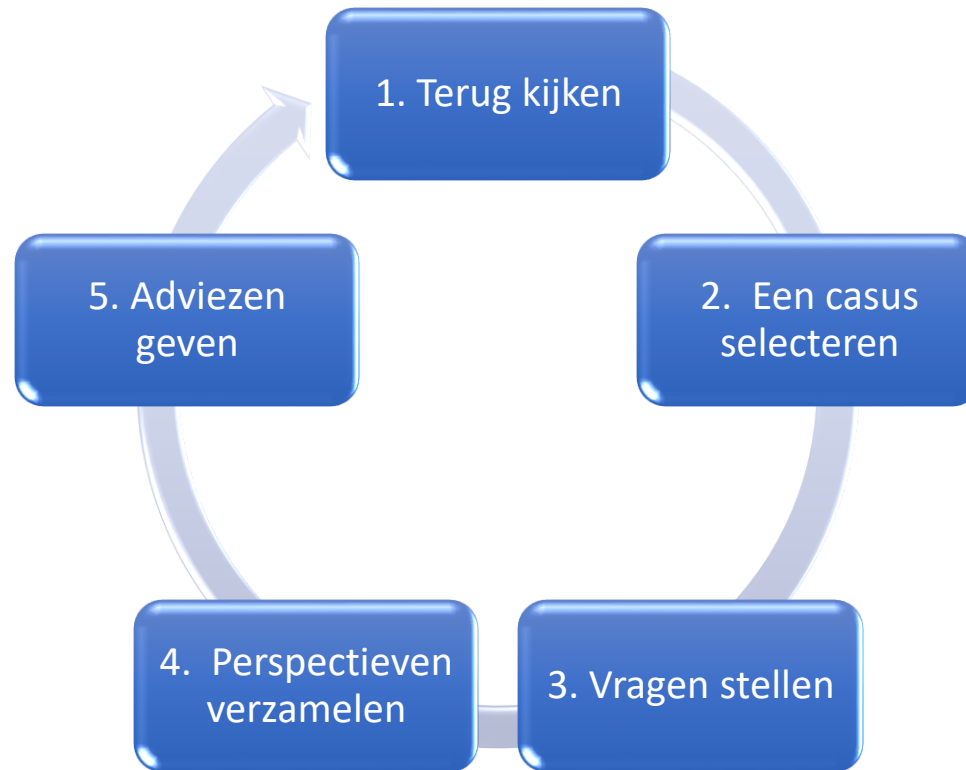 1. Terug kijken
2.  Een casus
selecteren
3. Vragen stellen
4.  Perspectieven
verzamelen
5. Adviezen
geven